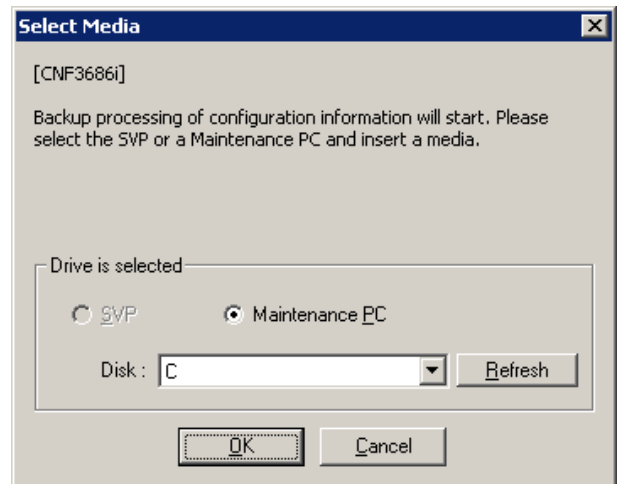 Select Media
[CNF3686i]
Backup processing of configuration information will start. Please
select the SVP or a Maintenance PC and insert a media.
Drive is selected
SVP Maintenance PC
Disk : C Refresh
OK Cancel